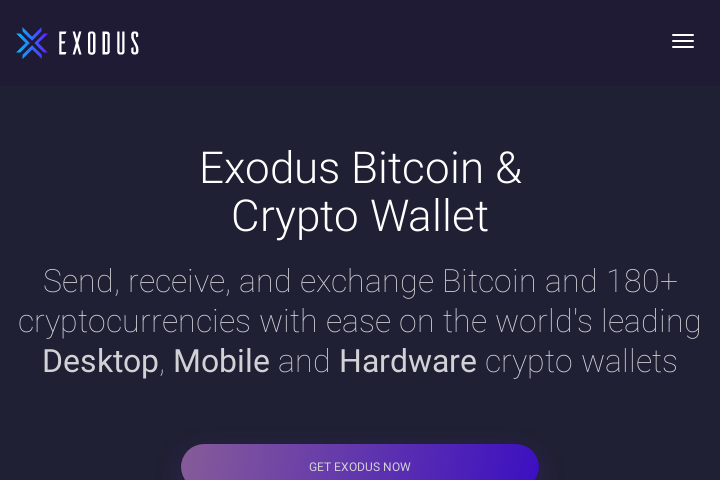 EXODUS
Exodus Bitcoin &
Crypto Wallet
Send, receive, and exchange Bitcoin and 180+
cryptocurrencies with ease on the world's leading
Desktop, Mobile and Hardware crypto wallets
GET EXODUS NOW